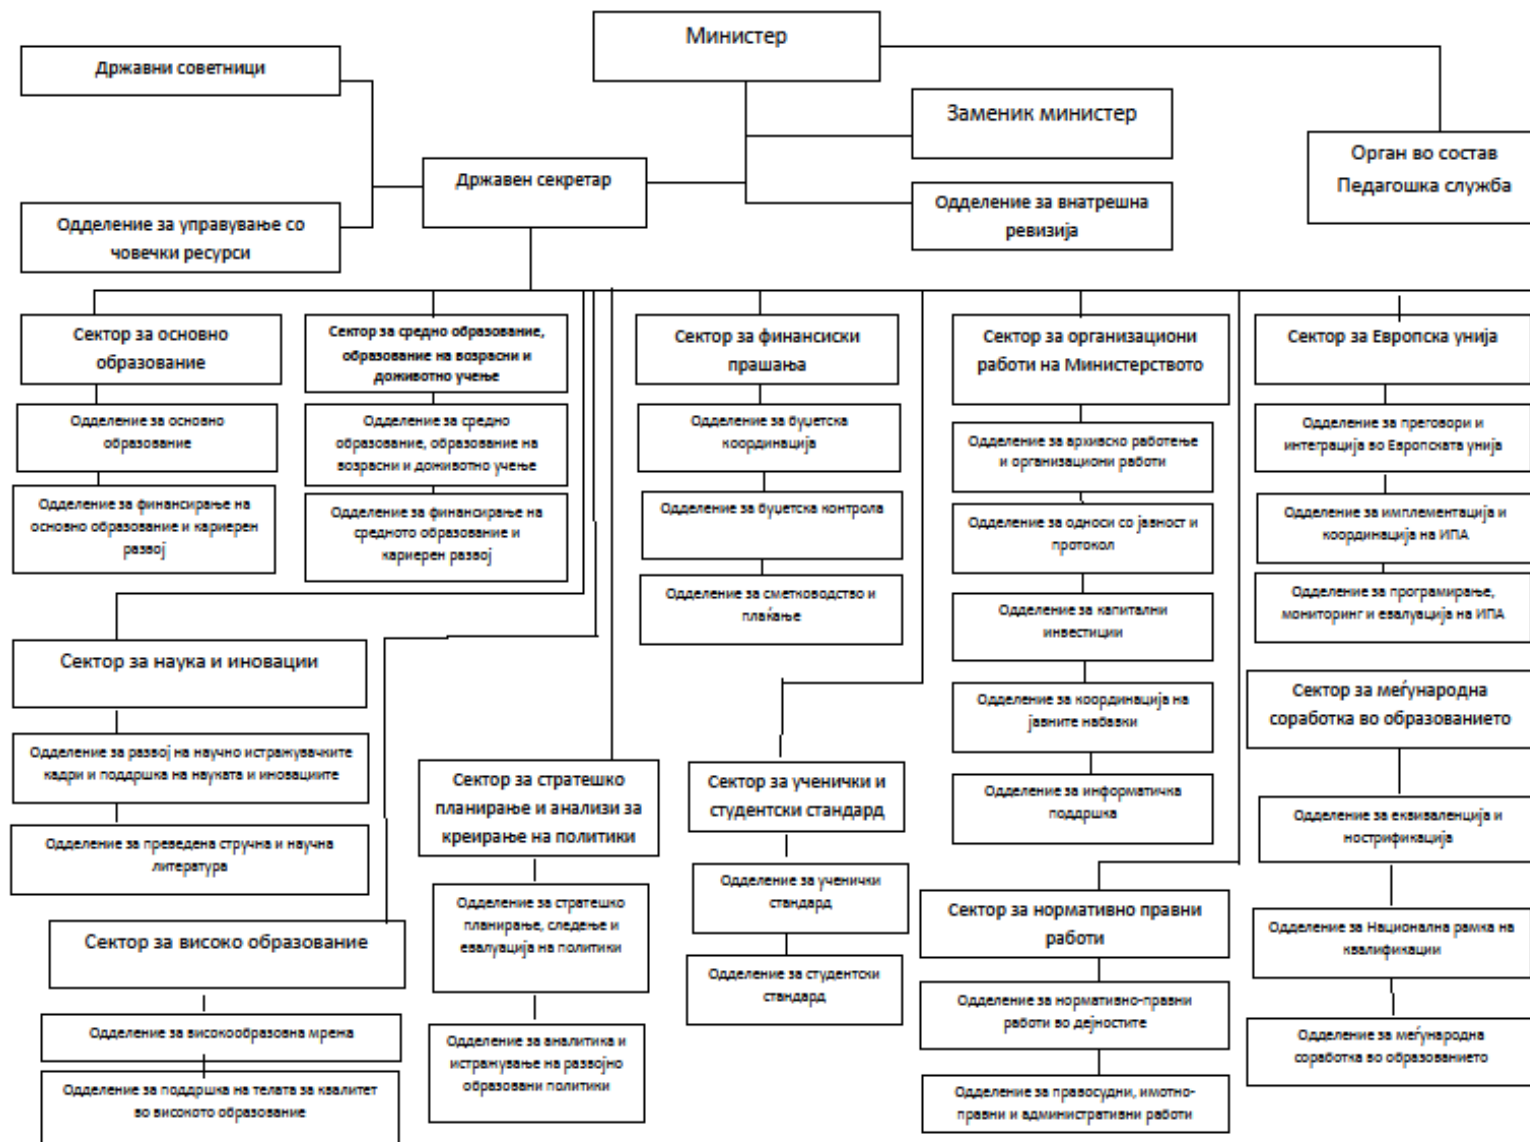 Министер
Државни советници
Заменик министер
Орган во состав
Педагошка служба
Државен секретар
Одделение за внатрешна
ревизија
Одделение за управување со
човечки ресурси
Сектор за основно
образование
Одделение за основно
образование
Одделение за финансирање на
основно образование и кариерен
развој
Сектор за средно образование,
образование на возрасни и
доживотно учење
Одделение за средно
образование, образование на
возрасни и доживотно учење
Одделение за финансирање на
средното образование и
кариерен развој
Сектор за финансиски
прашања
Одделение за буџетска
координација
Одделение за буџетска контрола
Одделение за сметководство и
плаќање
Сектор за организациони
работи на Министерството
Одделение за архивско работење
и организациони работи
Одделение за односи со јавност и
протокол
Одделение за капитални
инвестиции
Одделение за координација на
јавните набавки
Одделение за информатичка
поддршка
Сектор за Европска унија
Одделение за преговори и
интеграција во Европската унија
Одделение за имплементација и
координација на ИПА
Одделение за програмирање,
мониторинг и евалуација на ИПА
Сектор за наука и иновации
Одделение за развој на научно истражувачките
кадри и поддршка на науката и иновациите
Одделение за преведена стручна и научна
литература
Сектор за високо образование
Одделение за високообразовна мрежа
Одделение за поддршка на телата за квалитет
во високото образование
Сектор за стратешко
планирање и анализи за
креирање на политики
Одделение за стратешко
планирање, следење и
евалуација на политики
Одделение за аналитика и
истражување на развојно
образовани политики
Сектор за ученички и
студентски стандард
Одделение за ученички
стандард
Одделение за студентски
стандард
Сектор за нормативно правни
работи
Одделение за нормативно-правни
работи во дејностите
Одделение за правосудни, имотно-
правни и административни работи
Сектор за меѓународна
соработка во образованието
Одделение за еквиваленција и
нострификација
Одделение за Национална рамка на
квалификации
Одделение за меѓународна
соработка во образованието